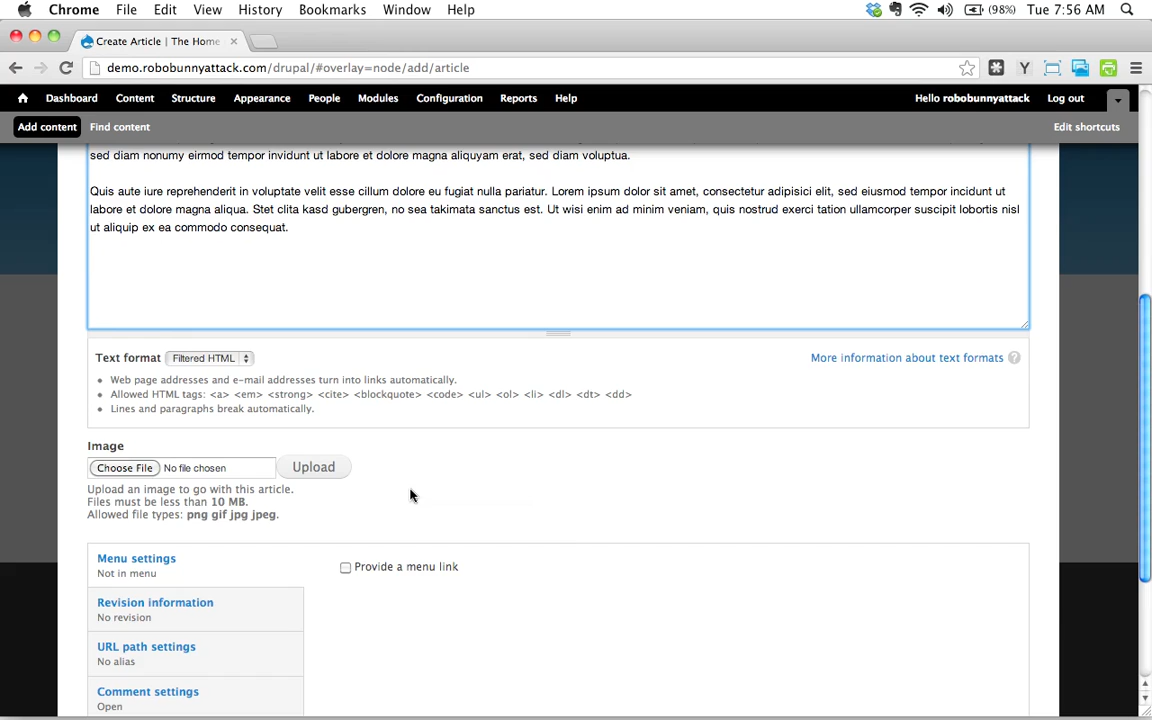 Chrome File Edit View History Bookmarks Window Help (98%) Tue 7:56 AM
Create Article | The Home
demo.robobunnyattack.com/drupal/#overlay=node/add/article
Dashboard Content Structure Appearance People Modules Configuration Reports Help Hello robobunnyattack Log out
Add content Find content Edit shortcuts
sed diam nonumy eirmod tempor invidunt ut labore et dolore magna aliquyam erat, sed diam voluptua.
Quis aute iure reprehenderit in voluptate velit esse cillum dolore eu fugiat nulla pariatur. Lorem ipsum dolor sit amet, consectetur adipisici elit, sed eiusmod tempor incidunt ut
labore et dolore magna aliqua. Stet clita kasd gubergren, no sea takimata sanctus est. Ut wisi enim ad minim veniam, quis nostrud exerci tation ullamcorper suscipit lobortis nisl
ut aliquip ex ea commodo consequat.
Text format Filtered HTML More information about text formats ?
• Web page addresses and e-mail addresses turn into links automatically.
• Allowed HTML tags: <a> <em> <strong> <cite> <blockquote> <code> <ul> <ol> <li> <dl> <dt> <dd>
• Lines and paragraphs break automatically.
Image
Choose File No file chosen Upload
Upload an image to go with this article.
Files must be less than 10 MB.
Allowed file types: png gif jpg jpeg.
Menu settings
Not in menu
Provide a menu link
Revision information
No revision
URL path settings
No alias
Comment settings
Open